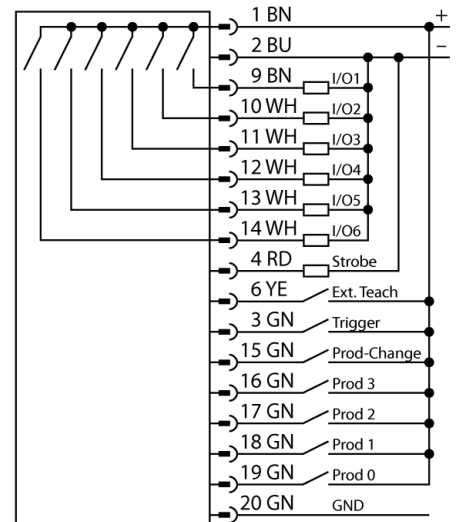 1 BN +
2 BU −
9 BN I/O1
10 WH I/O2
11 WH I/O3
12 WH I/O4
13 WH I/O5
14 WH I/O6
4 RD Strobe
6 YE Ext. Teach
3 GN Trigger
15 GN Prod-Change
16 GN Prod 3
17 GN Prod 2
18 GN Prod 1
19 GN Prod 0
20 GN GND